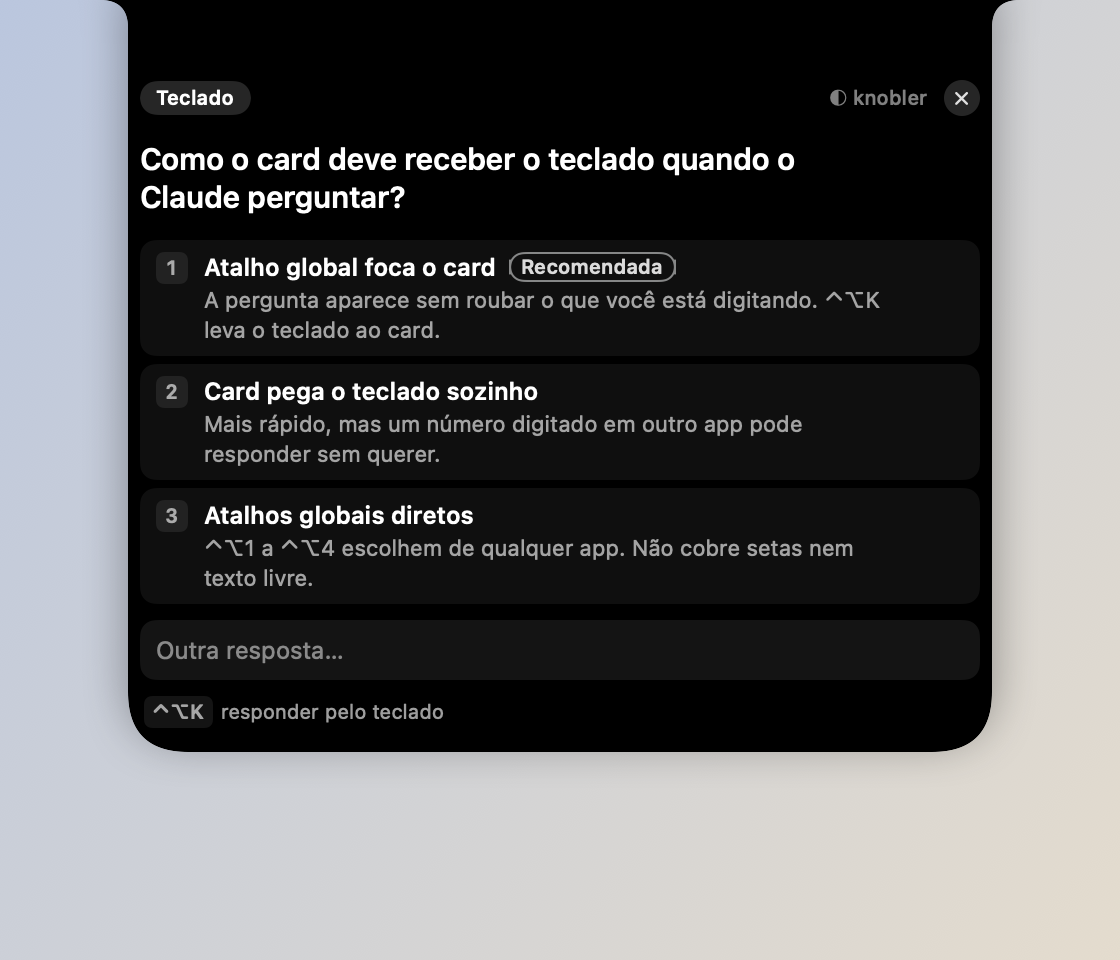 Teclado
knobler
Como o card deve receber o teclado quando o
Claude perguntar?
1 Atalho global foca o card Recomendada
A pergunta aparece sem roubar o que você está digitando. ⌃⌥K
leva o teclado ao card.
2 Card pega o teclado sozinho
Mais rápido, mas um número digitado em outro app pode
responder sem querer.
3 Atalhos globais diretos
⌃⌥1 a ⌃⌥4 escolhem de qualquer app. Não cobre setas nem
texto livre.
Outra resposta...
⌃⌥K responder pelo teclado